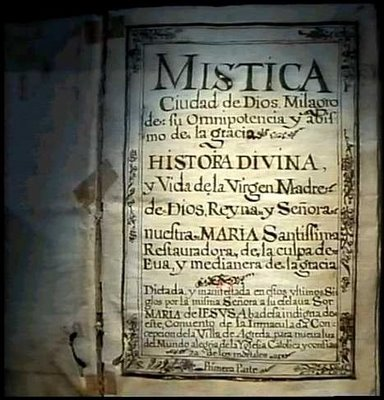 MISTICA
Ciudad de Dios, Milagro
de su Omnipotencia y abis
mo de la gracia
HISTORA DIVINA,
y Vida de la Virgen Madre
de Dios, Reyna, y Señora
nuestra MARIA Santissima
Restauradora, de la culpa de
Eua, y medianera de la gracia
Dictada, y manifestada en estos vltimos Si
glos por la misma Señora a su esclaua Sor
MARIA de IESVS Abadesa indigna de
este Convento de la Inmaculada Con
cepcion de la Villa de Agreda para nueua luz
del Mundo alegria de la Yglesia Catolica y confian
za de los mortales
Primera Parte